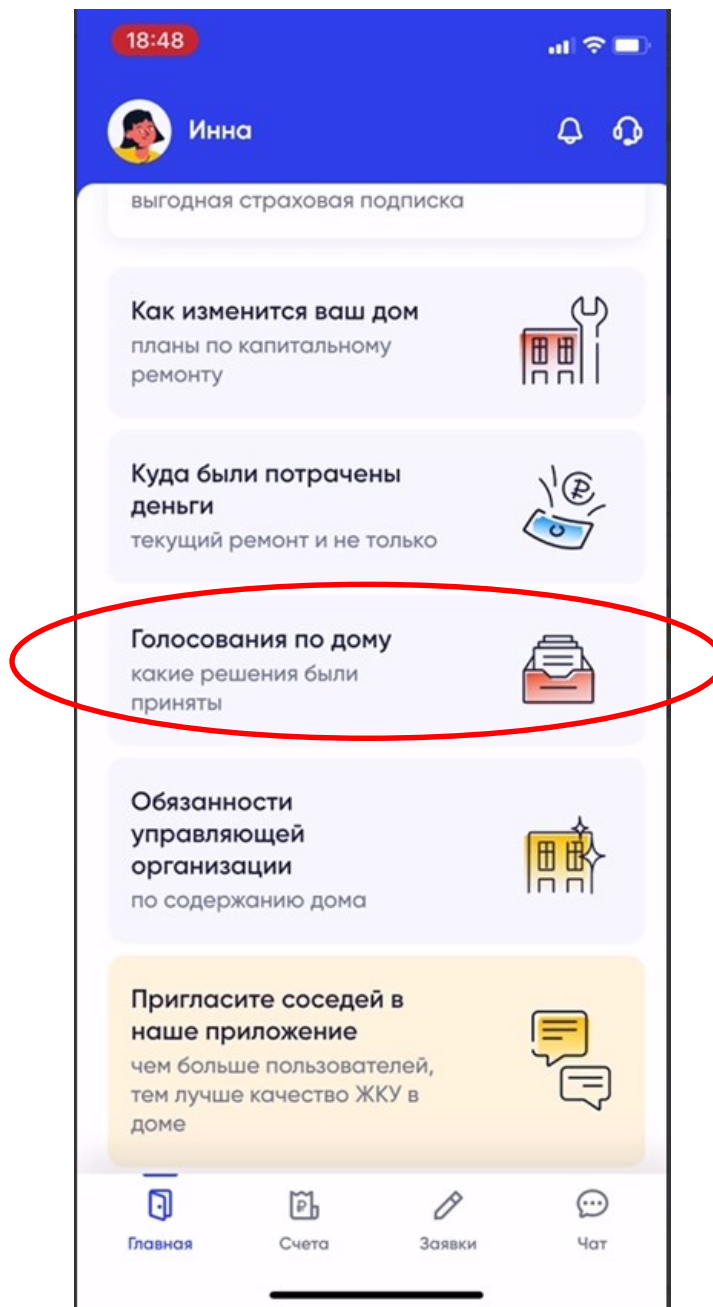 18:48
Инна
выгодная страховая подписка
Как изменится ваш дом
планы по капитальному
ремонту
Куда были потрачены
деньги
текущий ремонт и не только
Голосования по дому
какие решения были
приняты
Обязанности
управляющей
организации
по содержанию дома
Пригласите соседей в
наше приложение
чем больше пользователей,
тем лучше качество ЖКУ в
доме
Главная
Счета
Заявки
Чат